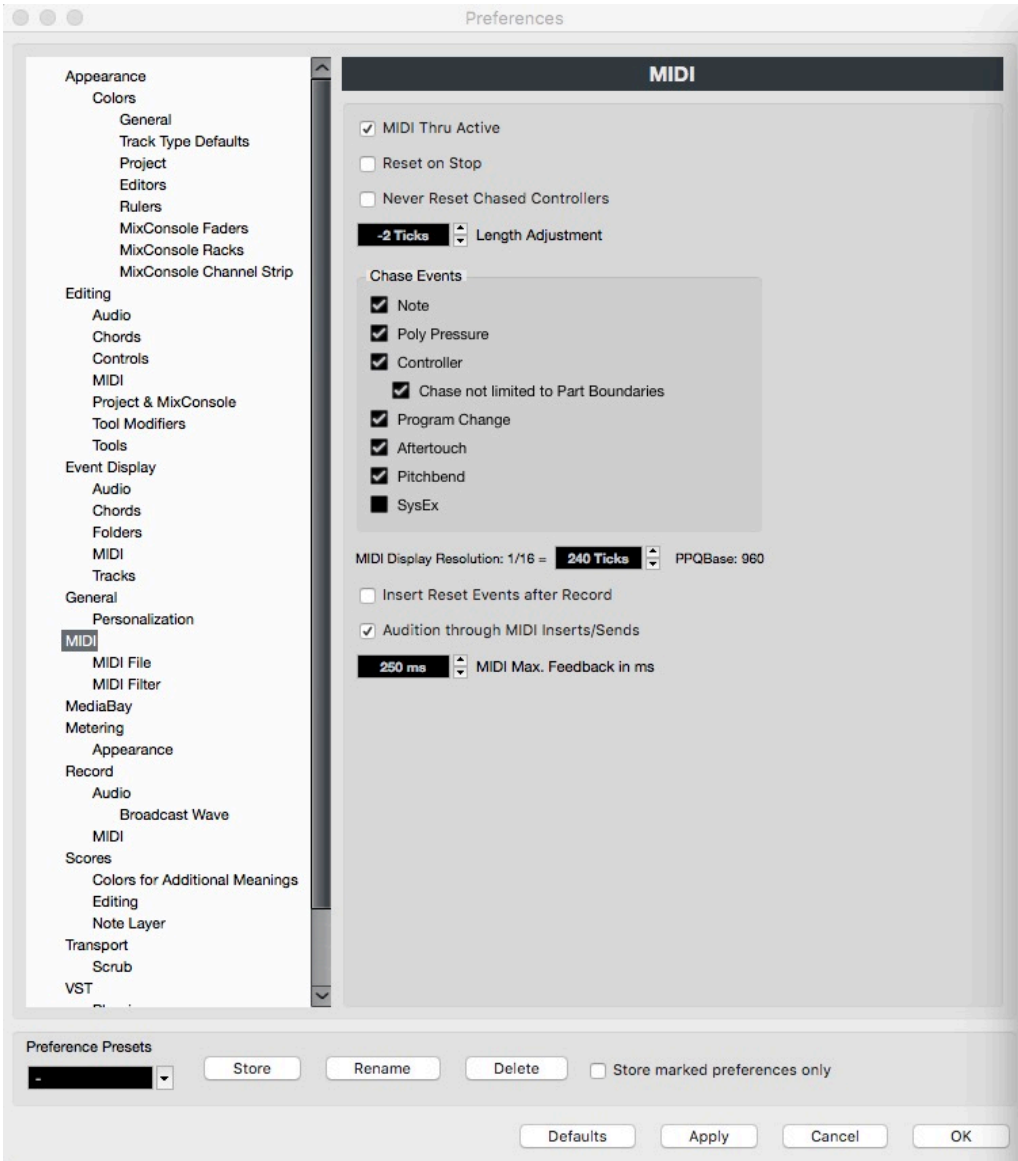 Preferences
Appearance
Colors
General
Track Type Defaults
Project
Editors
Rulers
MixConsole Faders
MixConsole Racks
MixConsole Channel Strip
Editing
Audio
Chords
Controls
MIDI
Project & MixConsole
Tool Modifiers
Tools
Event Display
Audio
Chords
Folders
MIDI
Tracks
General
Personalization
MIDI
MIDI File
MIDI Filter
MediaBay
Metering
Appearance
Record
Audio
Broadcast Wave
MIDI
Scores
Colors for Additional Meanings
Editing
Note Layer
Transport
Scrub
VST
MIDI
MIDI Thru Active
Reset on Stop
Never Reset Chased Controllers
-2 Ticks Length Adjustment
Chase Events
Note
Poly Pressure
Controller
Chase not limited to Part Boundaries
Program Change
Aftertouch
Pitchbend
SysEx
MIDI Display Resolution: 1/16 = 240 Ticks PPQBase: 960
Insert Reset Events after Record
Audition through MIDI Inserts/Sends
250 ms MIDI Max. Feedback in ms
Preference Presets
- Store Rename Delete Store marked preferences only
Defaults Apply Cancel OK